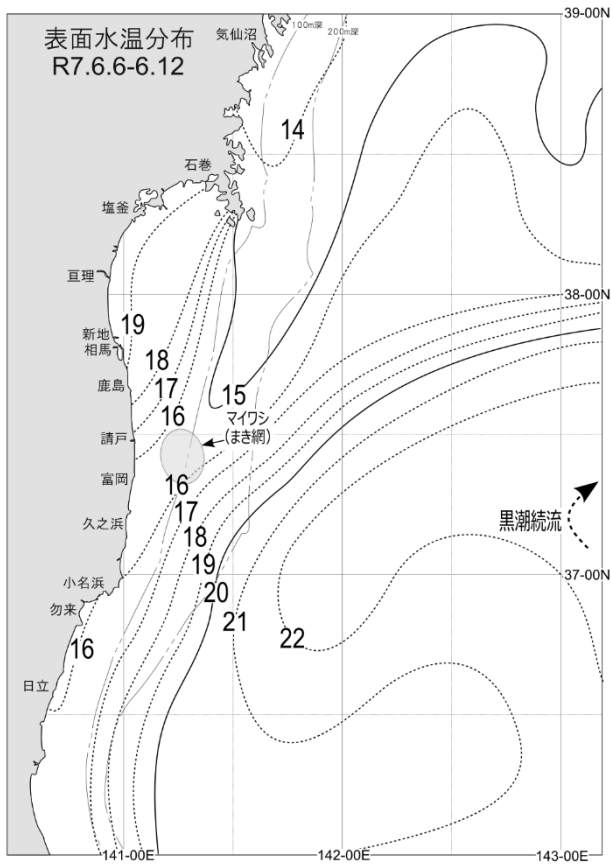 表面水温分布
R7.6.6-6.12
気仙沼
100m深
200m深
39-00N
14
石巻
塩釜
亘理
38-00N
19
新地
相馬
18
鹿島
17
15
16
マイワシ
(まき網)
請戸
富岡
16
久之浜
17
黒潮続流
18
19
小名浜
37-00N
20
勿来
21
22
16
日立
141-00E
142-00E
143-00E